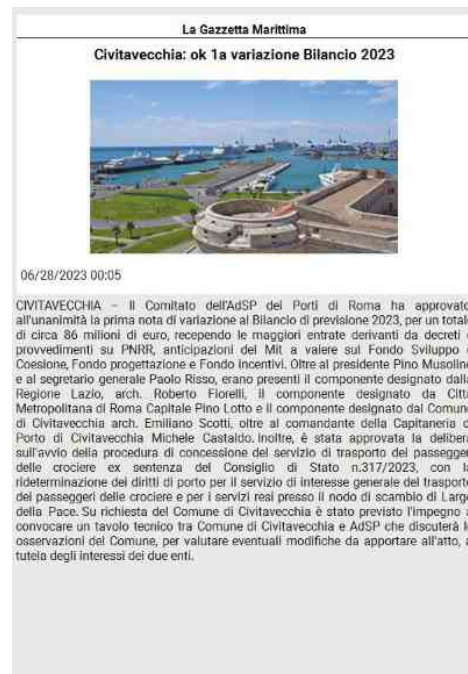 La Gazzetta Marittima
Civitavecchia: ok 1a variazione Bilancio 2023
06/28/2023 00:05
CIVITAVECCHIA – Il Comitato dell'AdSP dei Porti di Roma ha approvato
all'unanimità la prima nota di variazione al Bilancio di previsione 2023, per un totale
di circa 86 milioni di euro, recependo le maggiori entrate derivanti da decreti e
provvedimenti su PNRR, anticipazioni del Mit a valere sul Fondo Sviluppo e
Coesione, Fondo progettazione e Fondo incentivi. Oltre al presidente Pino Musolino
e al segretario generale Paolo Risso, erano presenti il componente designato dalla
Regione Lazio, arch. Roberto Fiorelli, il componente designato da Città
Metropolitana di Roma Capitale Pino Lotto e il componente designato dal Comune
di Civitavecchia arch. Emiliano Scotti, oltre al comandante della Capitaneria di
Porto di Civitavecchia Michele Castaldo. Inoltre, è stata approvata la delibera
sull'avvio della procedura di concessione del servizio di trasporto dei passeggeri
delle crociere ex sentenza del Consiglio di Stato n.317/2023, con la
rideterminazione dei diritti di porto per il servizio di interesse generale del trasporto
dei passeggeri delle crociere e per i servizi resi presso il nodo di scambio di Largo
della Pace. Su richiesta del Comune di Civitavecchia è stato previsto l'impegno a
convocare un tavolo tecnico tra Comune di Civitavecchia e AdSP che discuterà le
osservazioni del Comune, per valutare eventuali modifiche da apportare all'atto, a
tutela degli interessi dei due enti.